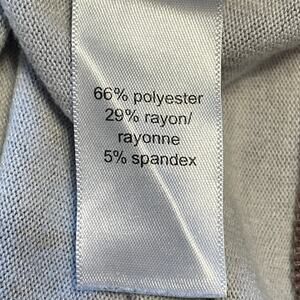 66% polyester
29% rayon/
rayonne
5% spandex